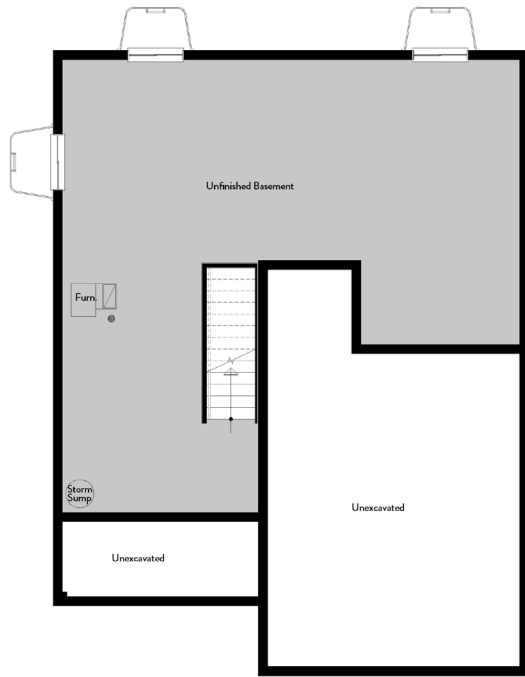 Unfinished Basement
Furn.
Storm
Sump
Unexcavated
Unexcavated